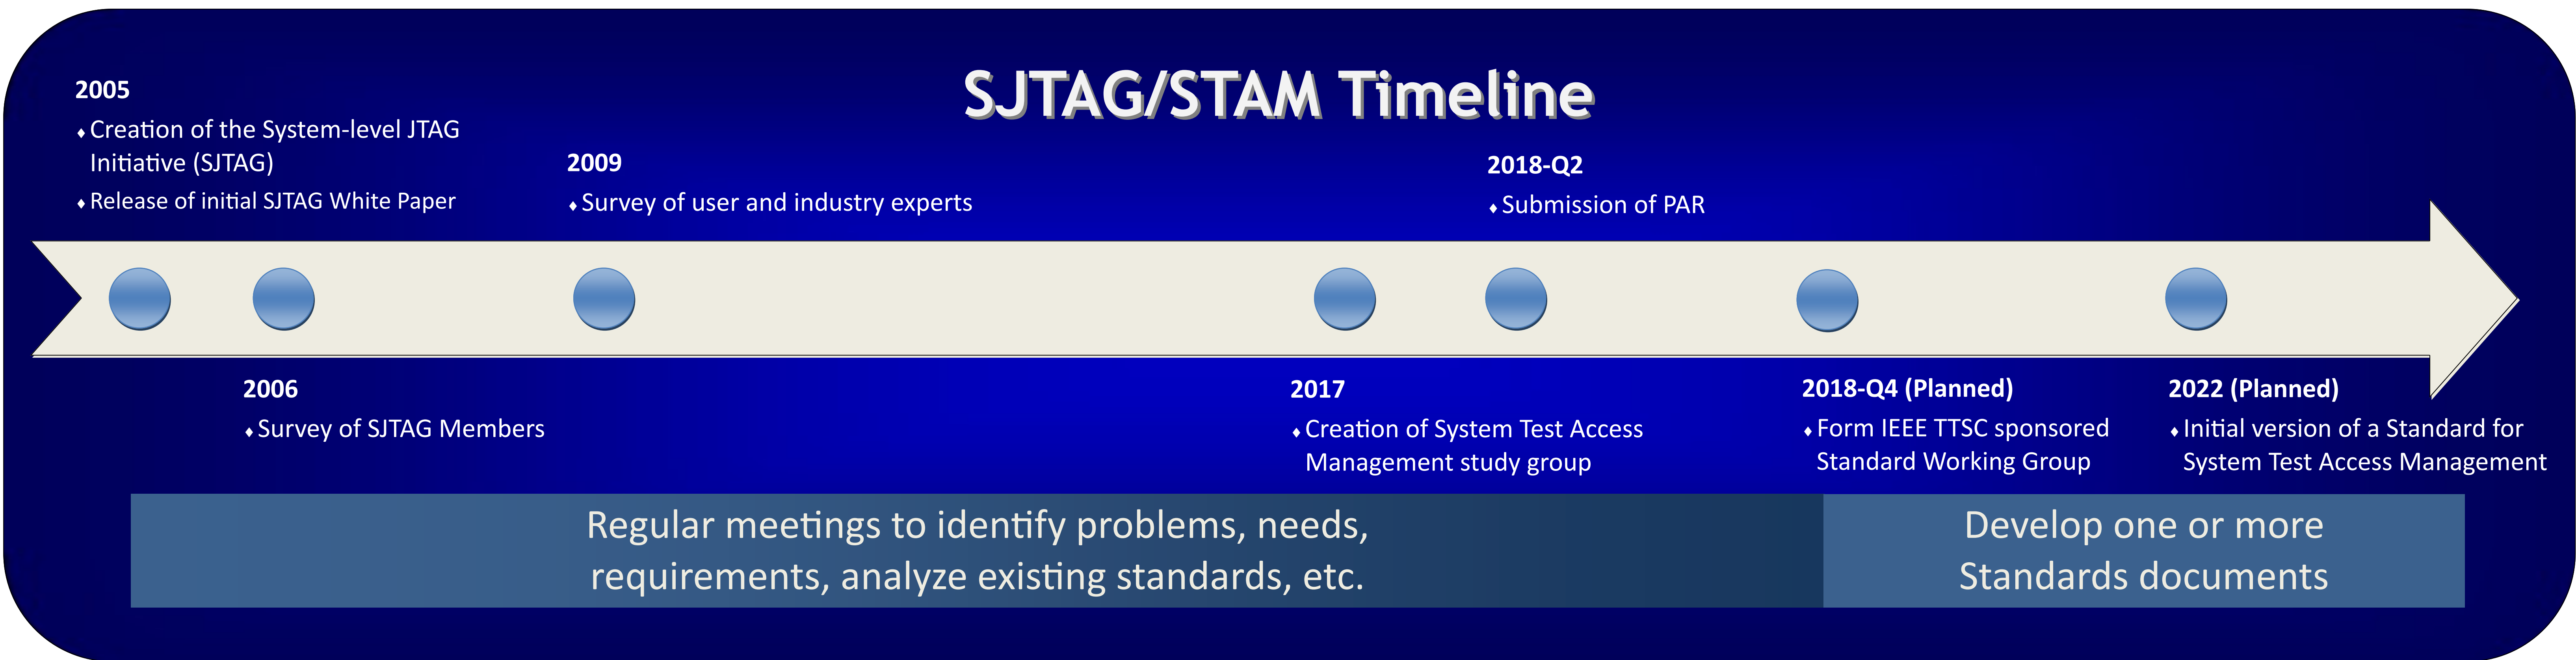 SJTAG/STAM Timeline
2005
♦ Creation of the System-level JTAG
Initiative (SJTAG)
♦ Release of initial SJTAG White Paper
2009
♦ Survey of user and industry experts
2018-Q2
♦ Submission of PAR
2006
♦ Survey of SJTAG Members
2017
♦ Creation of System Test Access
Management study group
2018-Q4 (Planned)
♦ Form IEEE TTSC sponsored
Standard Working Group
2022 (Planned)
♦ Initial version of a Standard for
System Test Access Management
Regular meetings to identify problems, needs,
requirements, analyze existing standards, etc.
Develop one or more
Standards documents